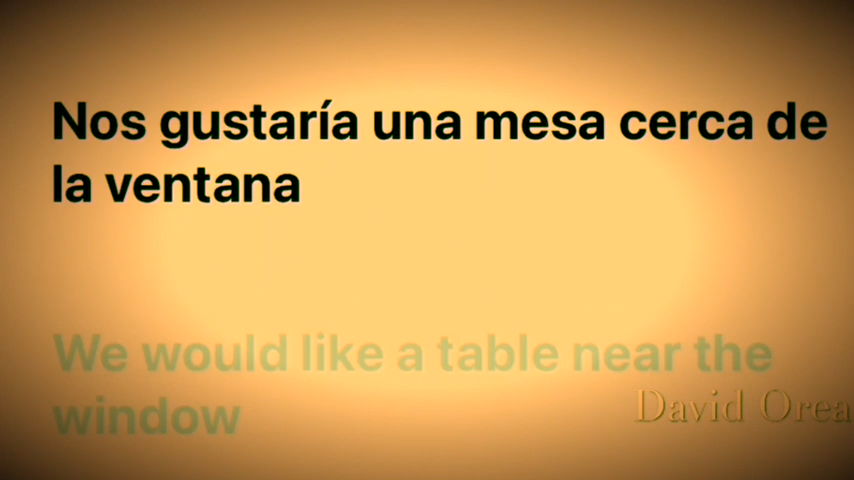 Nos gustaría una mesa cerca de
la ventana
We would like a table near the
window
David Orea